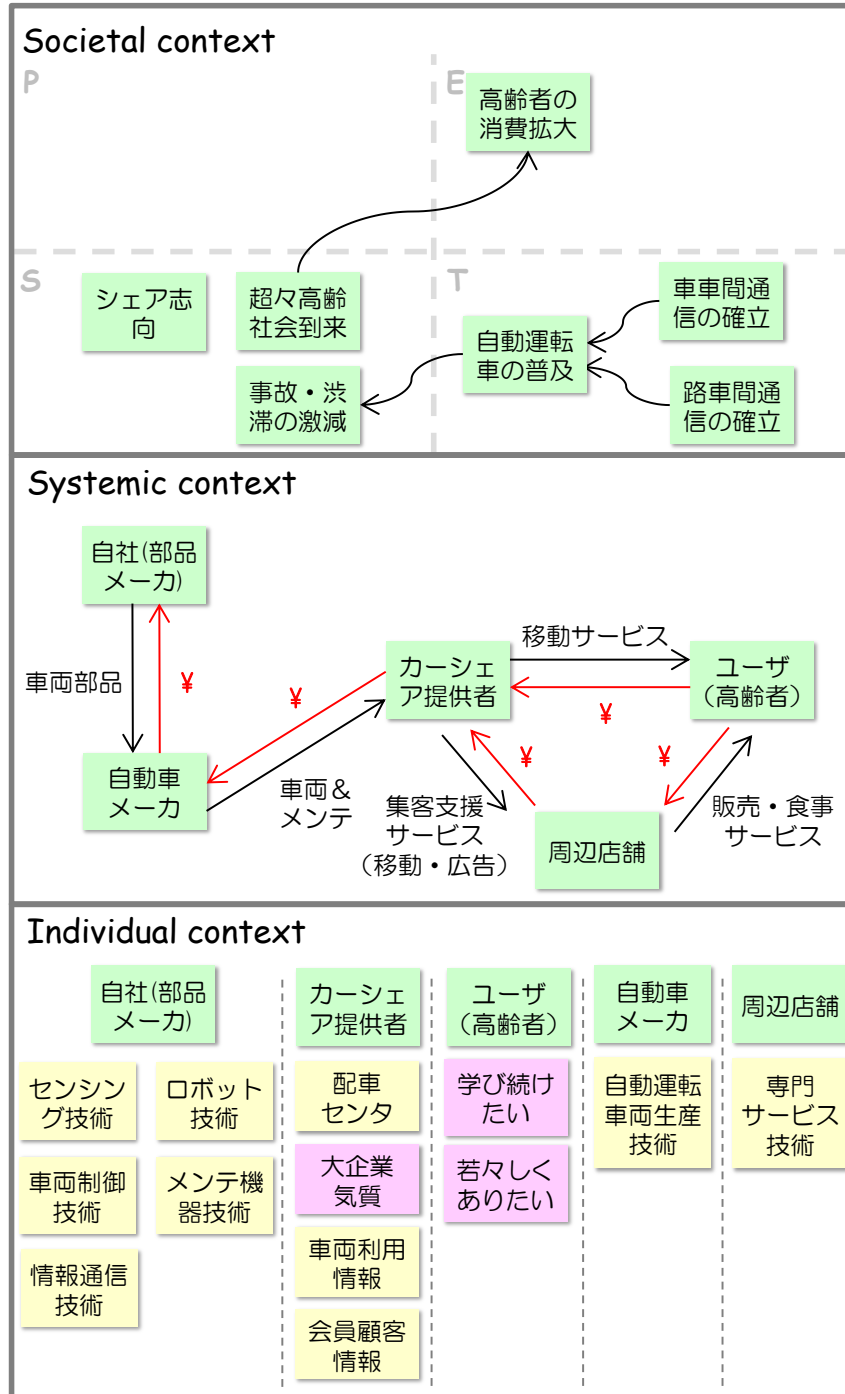 Societal context
P
E
高齢者の
消費拡大
S
シェア志
向
超々高齢
社会到来
事故・渋
滞の激減
T
自動運転
車の普及
車車間通
信の確立
路車間通
信の確立
Systemic context
自社(部品
メーカ)
車両部品
¥
自動車
メーカ
¥
車両＆
メンテ
カーシェ
ア提供者
移動サービス
¥
ユーザ
（高齢者）
集客支援
サービス
（移動・広告）
¥
周辺店舗
¥
販売・食事
サービス
Individual context
自社(部品
メーカ)
センシン
グ技術
ロボット
技術
車両制御
技術
メンテ機
器技術
情報通信
技術
カーシェ
ア提供者
配車
センタ
大企業
気質
車両利用
情報
会員顧客
情報
ユーザ
（高齢者）
学び続け
たい
若々しく
ありたい
自動車
メーカ
自動運転
車両生産
技術
周辺店舗
専門
サービス
技術